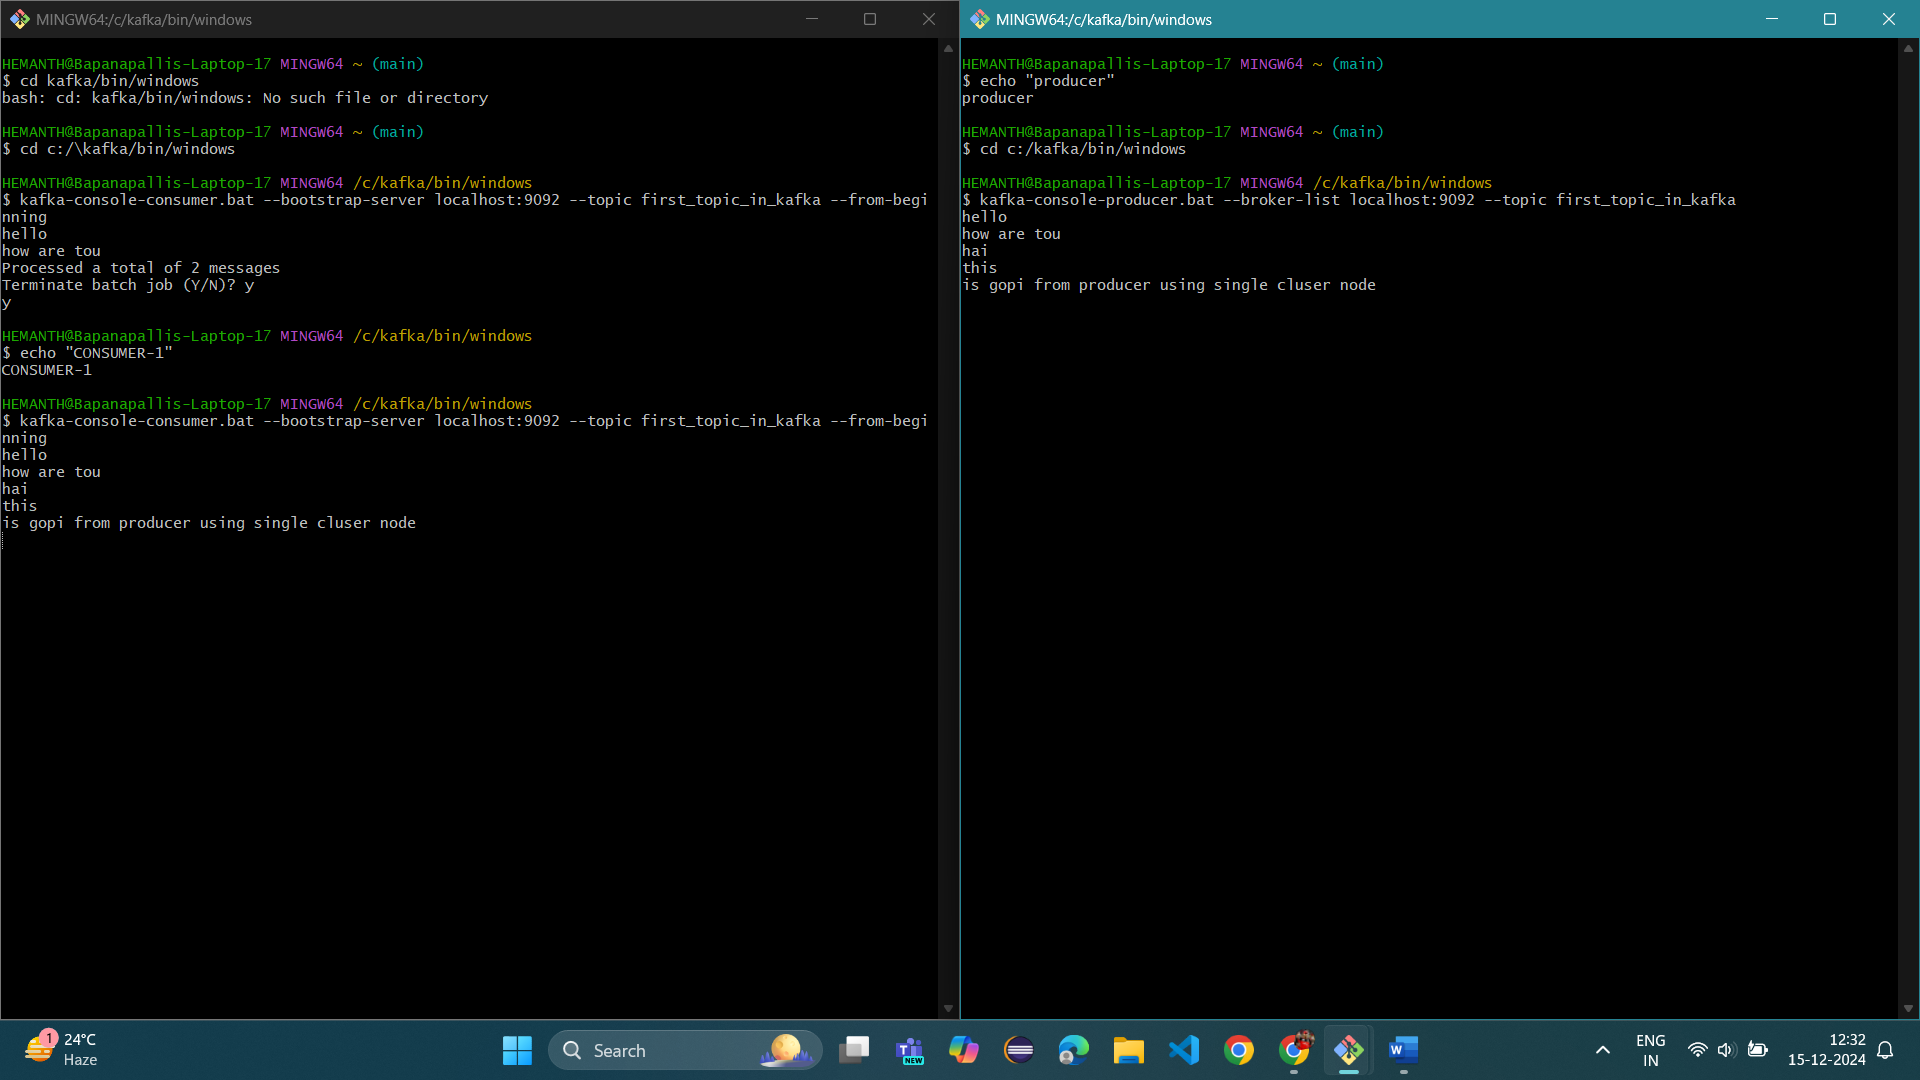 MINGW64:/c/kafka/bin/windows
HEMANTH@Bapanapallis-Laptop-17 MINGW64 ~ (main)
$ cd kafka/bin/windows
bash: cd: kafka/bin/windows: No such file or directory
HEMANTH@Bapanapallis-Laptop-17 MINGW64 ~ (main)
$ cd c:/\kafka/bin/windows
HEMANTH@Bapanapallis-Laptop-17 MINGW64 /c/kafka/bin/windows
$ kafka-console-consumer.bat --bootstrap-server localhost:9092 --topic first_topic_in_kafka --from-begi
nning
hello
how are tou
Processed a total of 2 messages
Terminate batch job (Y/N)? y
y
HEMANTH@Bapanapallis-Laptop-17 MINGW64 /c/kafka/bin/windows
$ echo "CONSUMER-1"
CONSUMER-1
HEMANTH@Bapanapallis-Laptop-17 MINGW64 /c/kafka/bin/windows
$ kafka-console-consumer.bat --bootstrap-server localhost:9092 --topic first_topic_in_kafka --from-begi
nning
hello
how are tou
hai
this
is gopi from producer using single cluser node
MINGW64:/c/kafka/bin/windows
HEMANTH@Bapanapallis-Laptop-17 MINGW64 ~ (main)
$ echo "producer"
producer
HEMANTH@Bapanapallis-Laptop-17 MINGW64 ~ (main)
$ cd c:/kafka/bin/windows
HEMANTH@Bapanapallis-Laptop-17 MINGW64 /c/kafka/bin/windows
$ kafka-console-producer.bat --broker-list localhost:9092 --topic first_topic_in_kafka
hello
how are tou
hai
this
is gopi from producer using single cluser node
1
24°C
Haze
Search
T
NEW
W
ENG
IN
12:32
15-12-2024